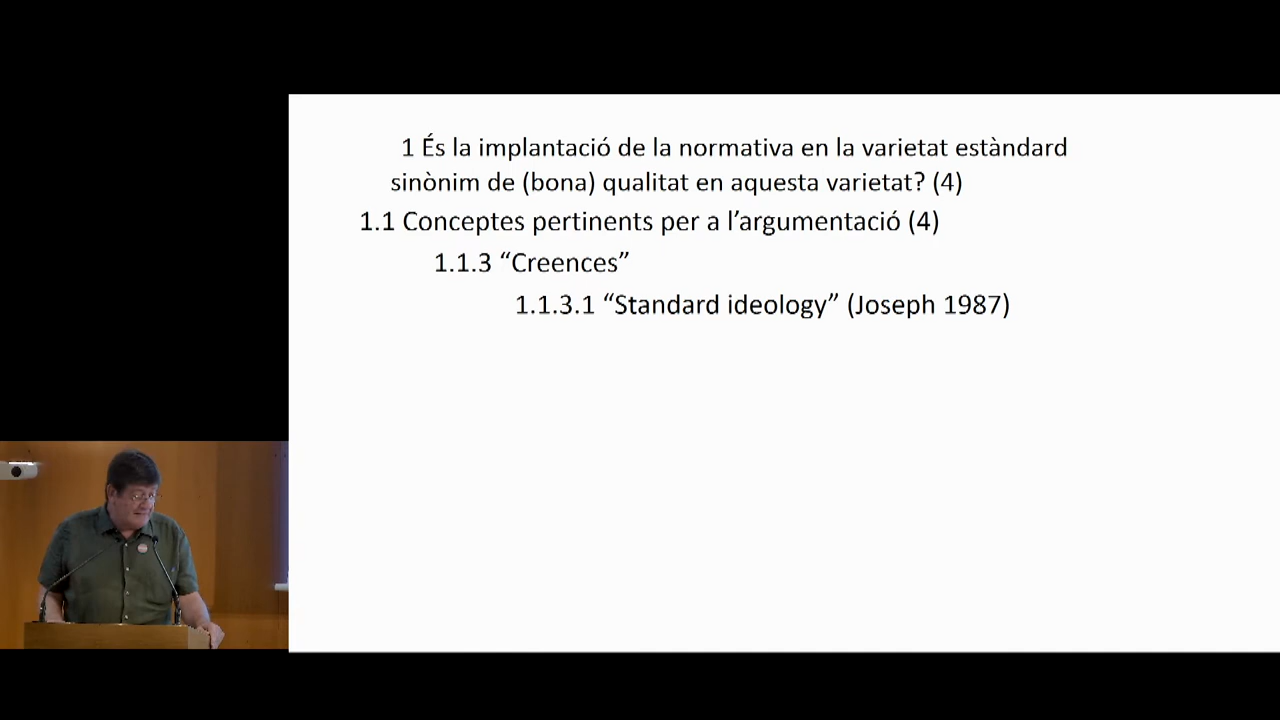 1 És la implantació de la normativa en la varietat estàndard
sinònim de (bona) qualitat en aquesta varietat? (4)
1.1 Conceptes pertinents per a l’argumentació (4)
1.1.3 “Creences”
1.1.3.1 “Standard ideology” (Joseph 1987)